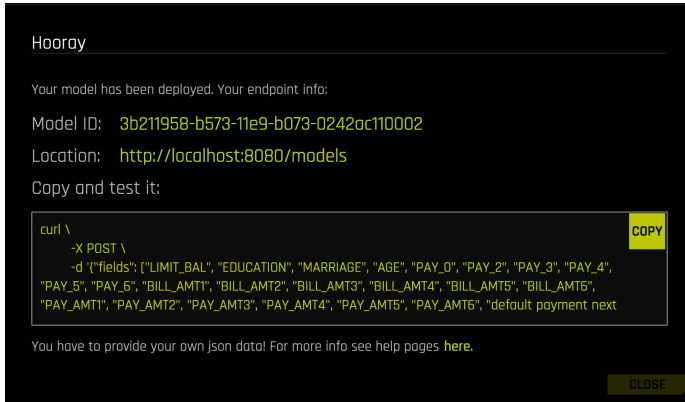 Hooray
Your model has been deployed. Your endpoint info:
Model ID: 3b211958-b573-11e9-b073-0242ac110002
Location: http://localhost:8080/models
Copy and test it:
curl \
COPY
-X POST \
-d '{"fields": ["LIMIT_BAL", "EDUCATION", "MARRIAGE", "AGE", "PAY_0", "PAY_2", "PAY_3", "PAY_4",
"PAY_5", "PAY_6", "BILL_AMT1", "BILL_AMT2", "BILL_AMT3", "BILL_AMT4", "BILL_AMT5", "BILL_AMT6",
"PAY_AMT1", "PAY_AMT2", "PAY_AMT3", "PAY_AMT4", "PAY_AMT5", "PAY_AMT6", "default payment next
You have to provide your own json data! For more info see help pages here.
CLOSE